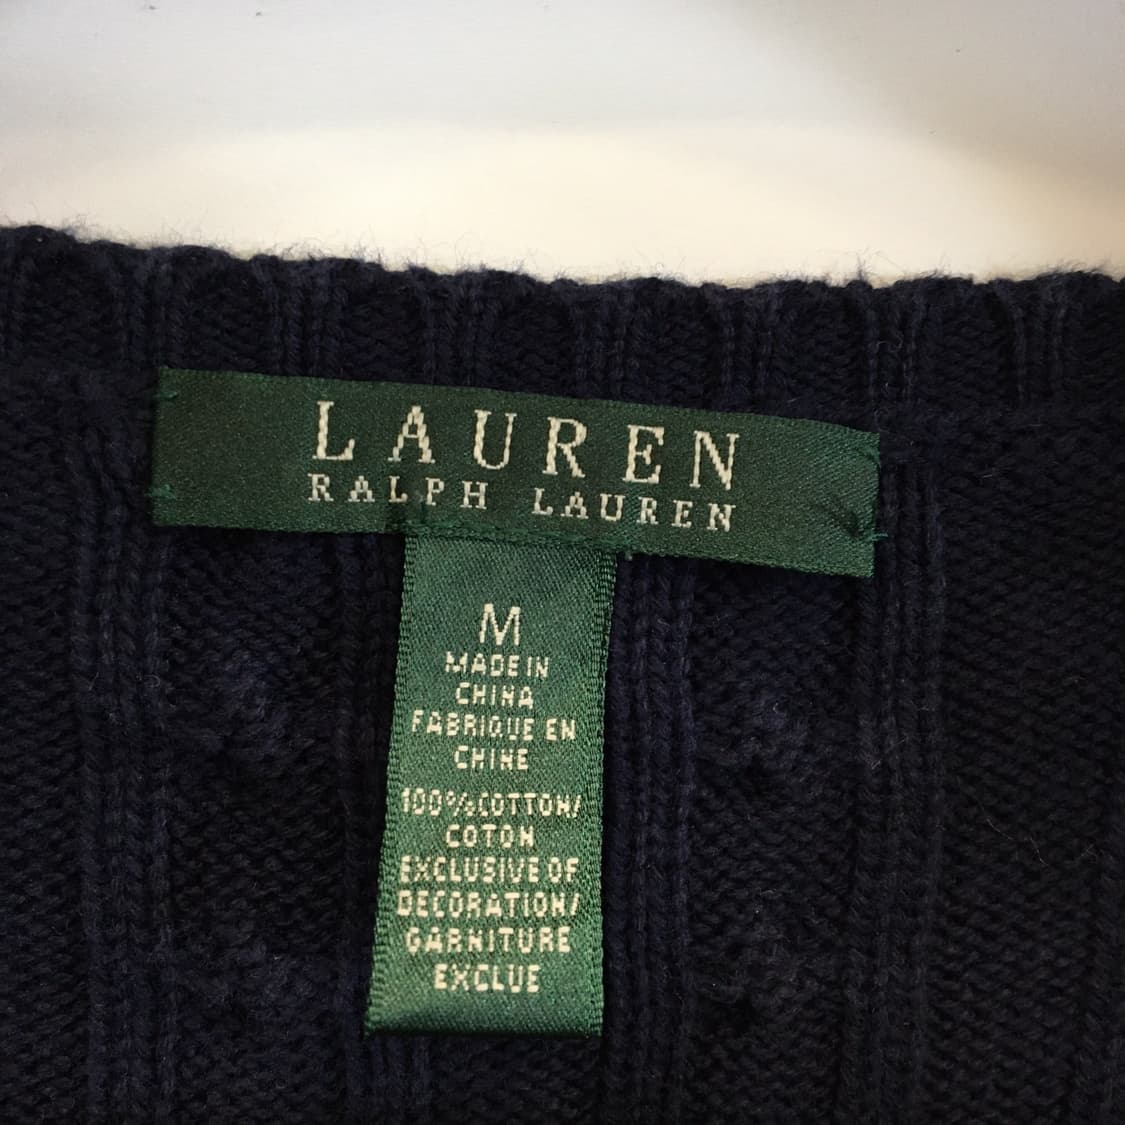 LAUREN
RALPH LAUREN
M
MADE IN
CHINA
FABRIQUE EN
CHINE
100% COTTON/
COTON
EXCLUSIVE OF
DECORATION/
GARNITURE
EXCLUE